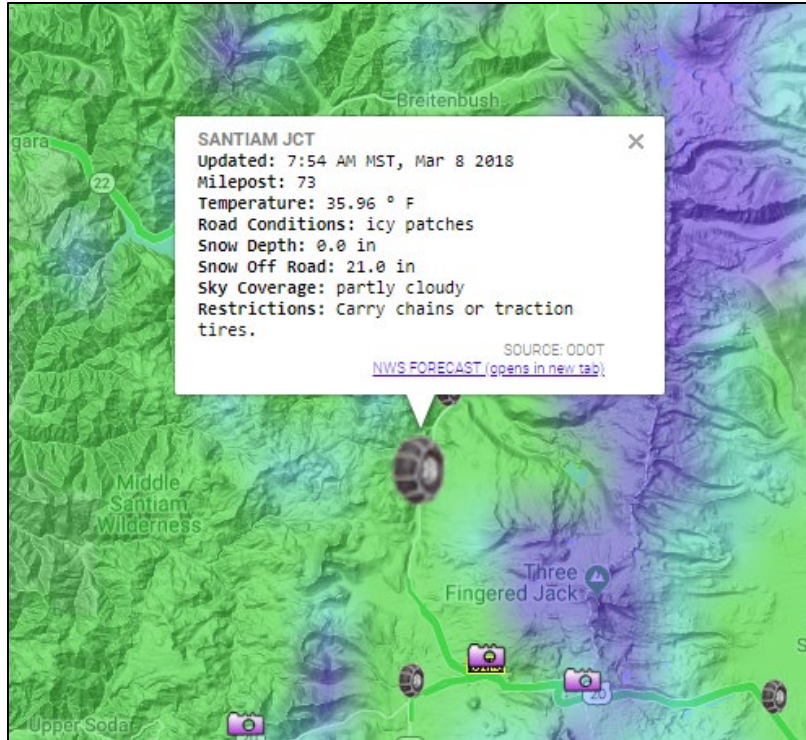 Breitenbush
gara
22
SANTIAM JCT
Updated: 7:54 AM MST, Mar 8 2018
Milepost: 73
Temperature: 35.96 ° F
Road Conditions: icy patches
Snow Depth: 0.0 in
Snow Off Road: 21.0 in
Sky Coverage: partly cloudy
Restrictions: Carry chains or traction
tires.
SOURCE: ODOT
NWS FORECAST (opens in new tab)
Middle
Santiam
Wilderness
Three
Fingered Jack
S
20
Upper Soda